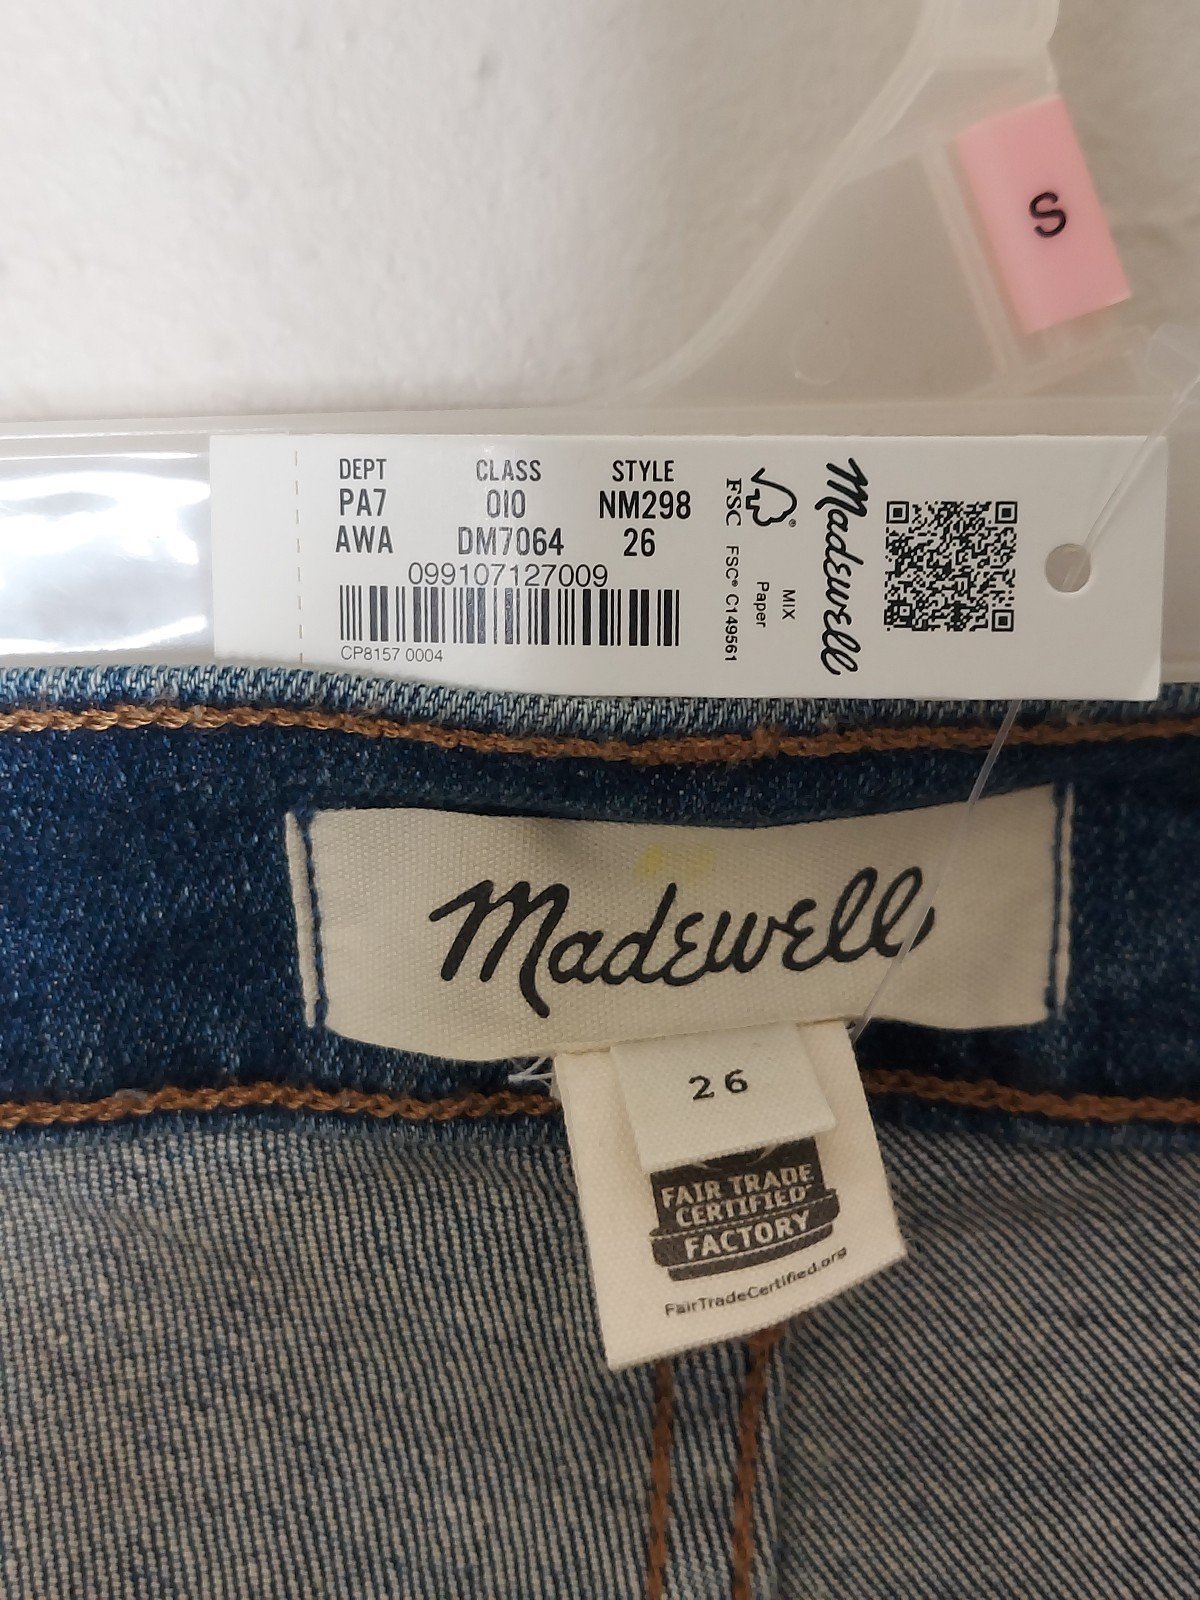 S
DEPT CLASS STYLE
PA7 010 NM298
AWA DM7064 26
099107127009
CP8157 0004
FSC
FSC® C149561
MIX
Paper
Madewell
Madewell
26
FAIR TRADE
CERTIFIED
FACTORY
FairTradeCertified.org